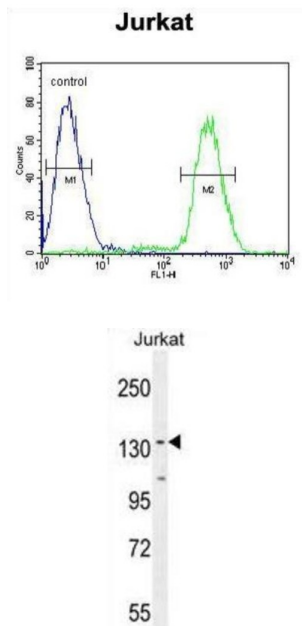 Jurkat
control
M1
M2
Counts
0 20 40 60 80 100
10⁰ 10¹ 10² 10³ 10⁴
FL1-H
Jurkat
250
130
95
72
55